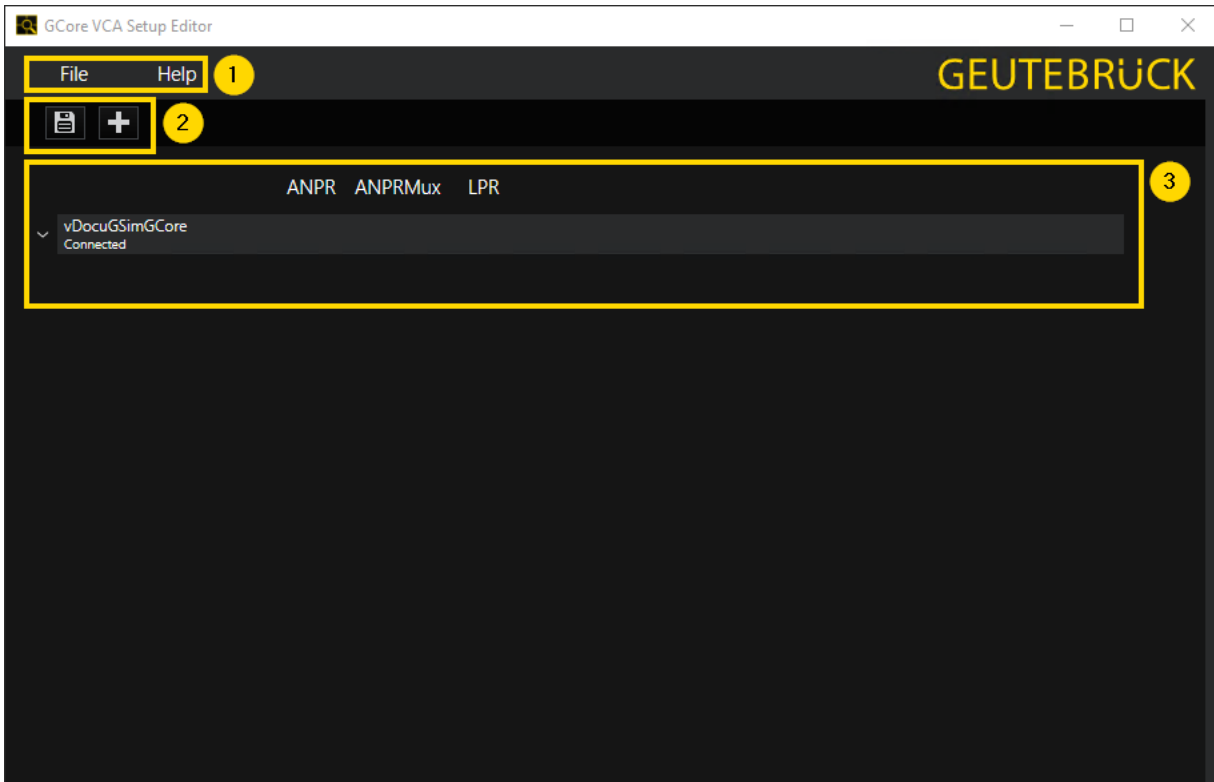 GCore VCA Setup Editor
File Help 1
GEUTEBRÜCK
2
3
ANPR ANPRMux LPR
vDocuGSimGCore
Connected